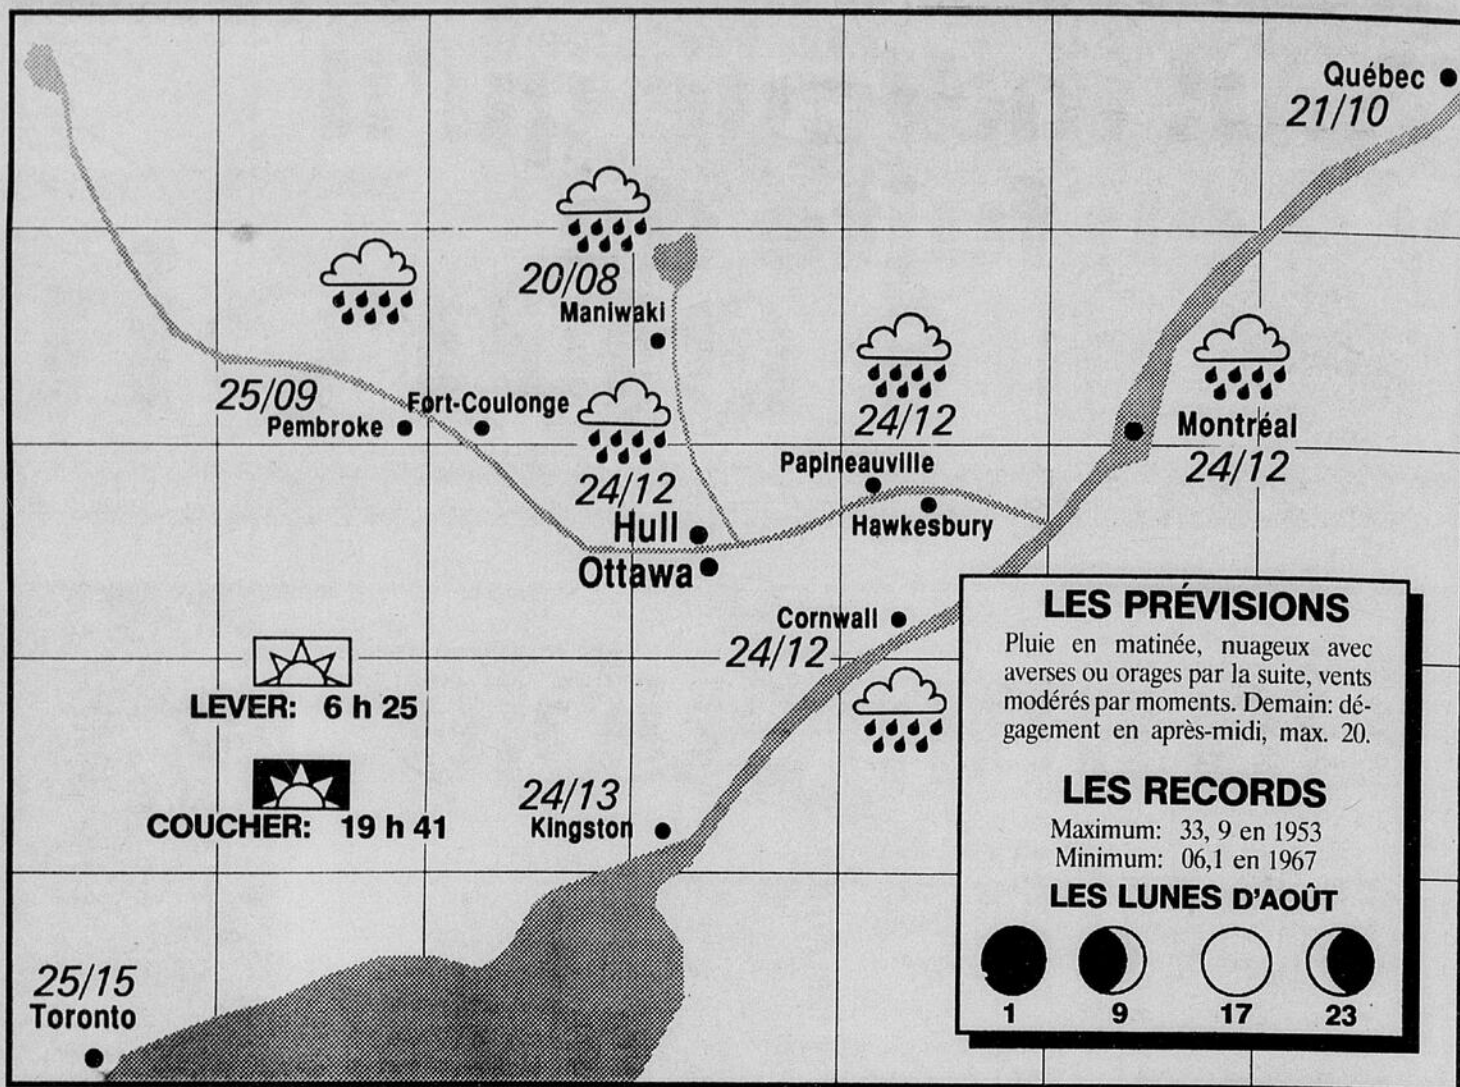 Québec
21/10
20/08
Maniwaki
25/09
Pembroke
Fort-Coulonge
24/12
Hull
Ottawa
24/12
Papineauville
Hawkesbury
Montréal
24/12
Cornwall
24/12
LEVER: 6 h 25
COUCHER: 19 h 41
24/13
Kingston
25/15
Toronto
LES PRÉVISIONS
Pluie en matinée, nuageux avec
averses ou orages par la suite, vents
modérés par moments. Demain: dé-
gagement en après-midi, max. 20.
LES RECORDS
Maximum: 33, 9 en 1953
Minimum: 06,1 en 1967
LES LUNES D'AOÛT
1 9 17 23